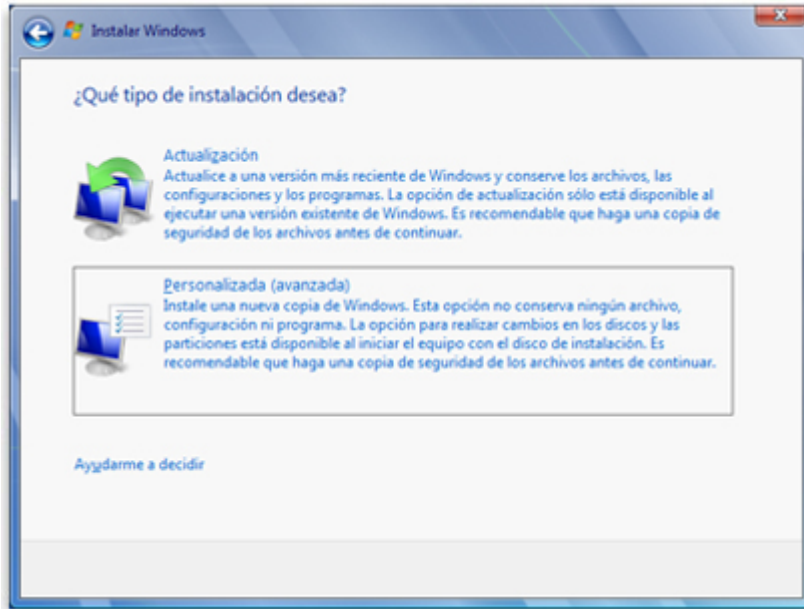 Instalar Windows
¿Qué tipo de instalación desea?
Actualización
Actualice a una versión más reciente de Windows y conserve los archivos, las
configuraciones y los programas. La opción de actualización sólo está disponible al
ejecutar una versión existente de Windows. Es recomendable que haga una copia de
seguridad de los archivos antes de continuar.
Personalizada (avanzada)
Instale una nueva copia de Windows. Esta opción no conserva ningún archivo,
configuración ni programa. La opción para realizar cambios en los discos y las
particiones está disponible al iniciar el equipo con el disco de instalación. Es
recomendable que haga una copia de seguridad de los archivos antes de continuar.
Ayudarme a decidir